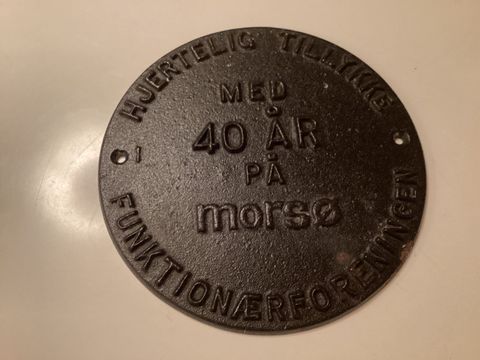 HJERTELIG TILLYKKE
MED
40 ÅR
PÅ
morsø
FUNKTIONÆRFORENINGEN